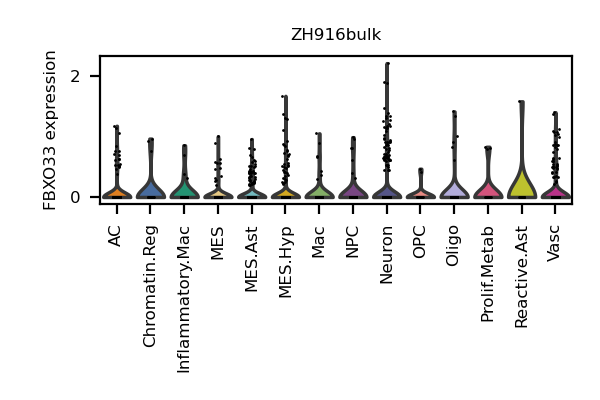 ZH916bulk
FBXO33 expression
2
0
AC
Chromatin.Reg
Inflammatory.Mac
MES
MES.Ast
MES.Hyp
Mac
NPC
Neuron
OPC
Oligo
Prolif.Metab
Reactive.Ast
Vasc